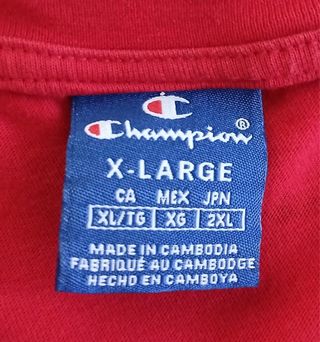 Champion®
X-LARGE
CA MEX JPN
XL/TG XG 2XL
MADE IN CAMBODIA
FABRIQUÉ AU CAMBODGE
HECHO EN CAMBOYA